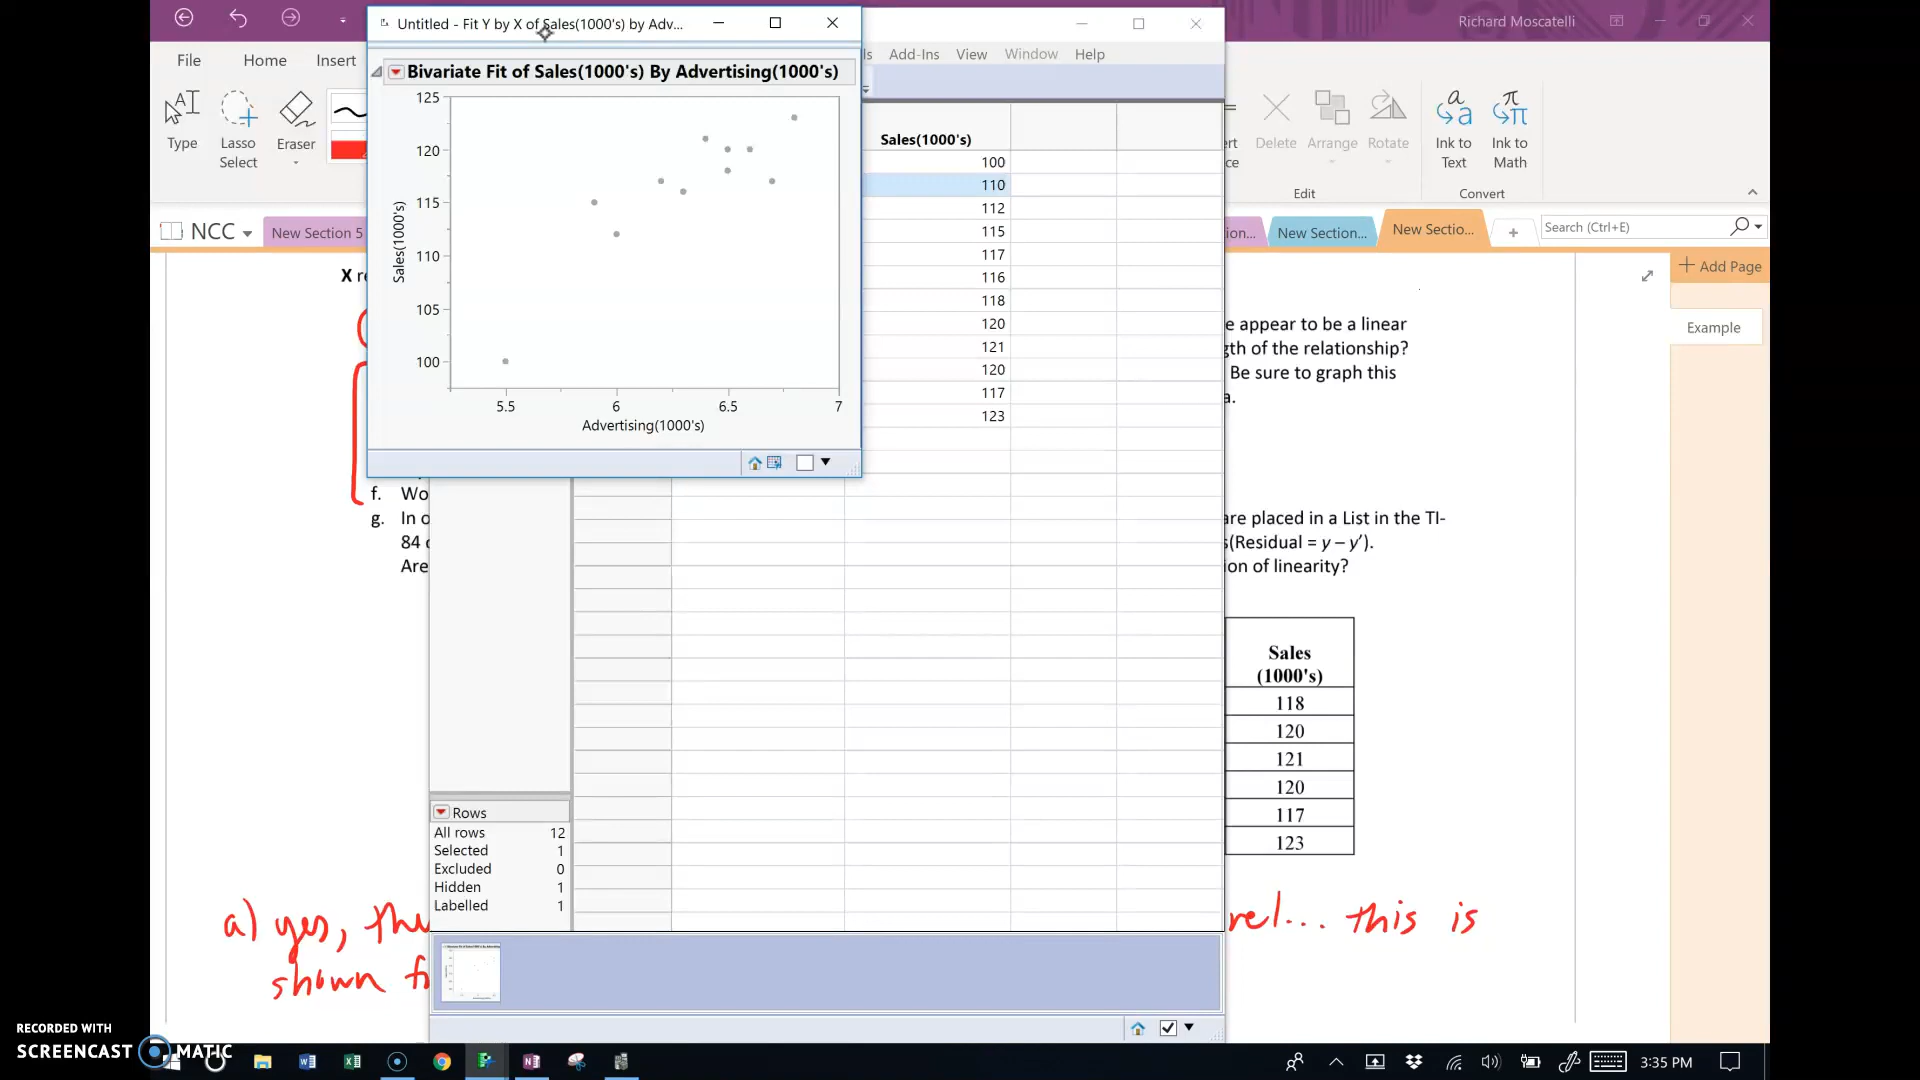 Untitled - Fit Y by X of Sales(1000's) by Adv...
Richard Moscatelli
File Home Insert
Add-Ins View Window Help
Bivariate Fit of Sales(1000's) By Advertising(1000's)
125
120
115
110
105
100
Sales(1000's)
5.5 6 6.5 7
Advertising(1000's)
Type
Lasso Select
Eraser
Delete Arrange Rotate
Ink to Text
Ink to Math
Edit
Convert
NCC
New Section 5
New Section...
New Sectio...
Search (Ctrl+E)
Add Page
Example
Sales(1000's)
100
110
112
115
117
116
118
120
121
120
117
123
X
e appear to be a linear
gth of the relationship?
Be sure to graph this
a.
f. Wo
g. In o
are placed in a List in the TI-
84
s(Residual = y – y’).
Are
ion of linearity?
Sales
(1000's)
118
120
121
120
117
123
Rows
All rows 12
Selected 1
Excluded 0
Hidden 1
Labelled 1
a) yes, the
rel... this is
shown f
RECORDED WITH
SCREENCAST MATIC
3:35 PM